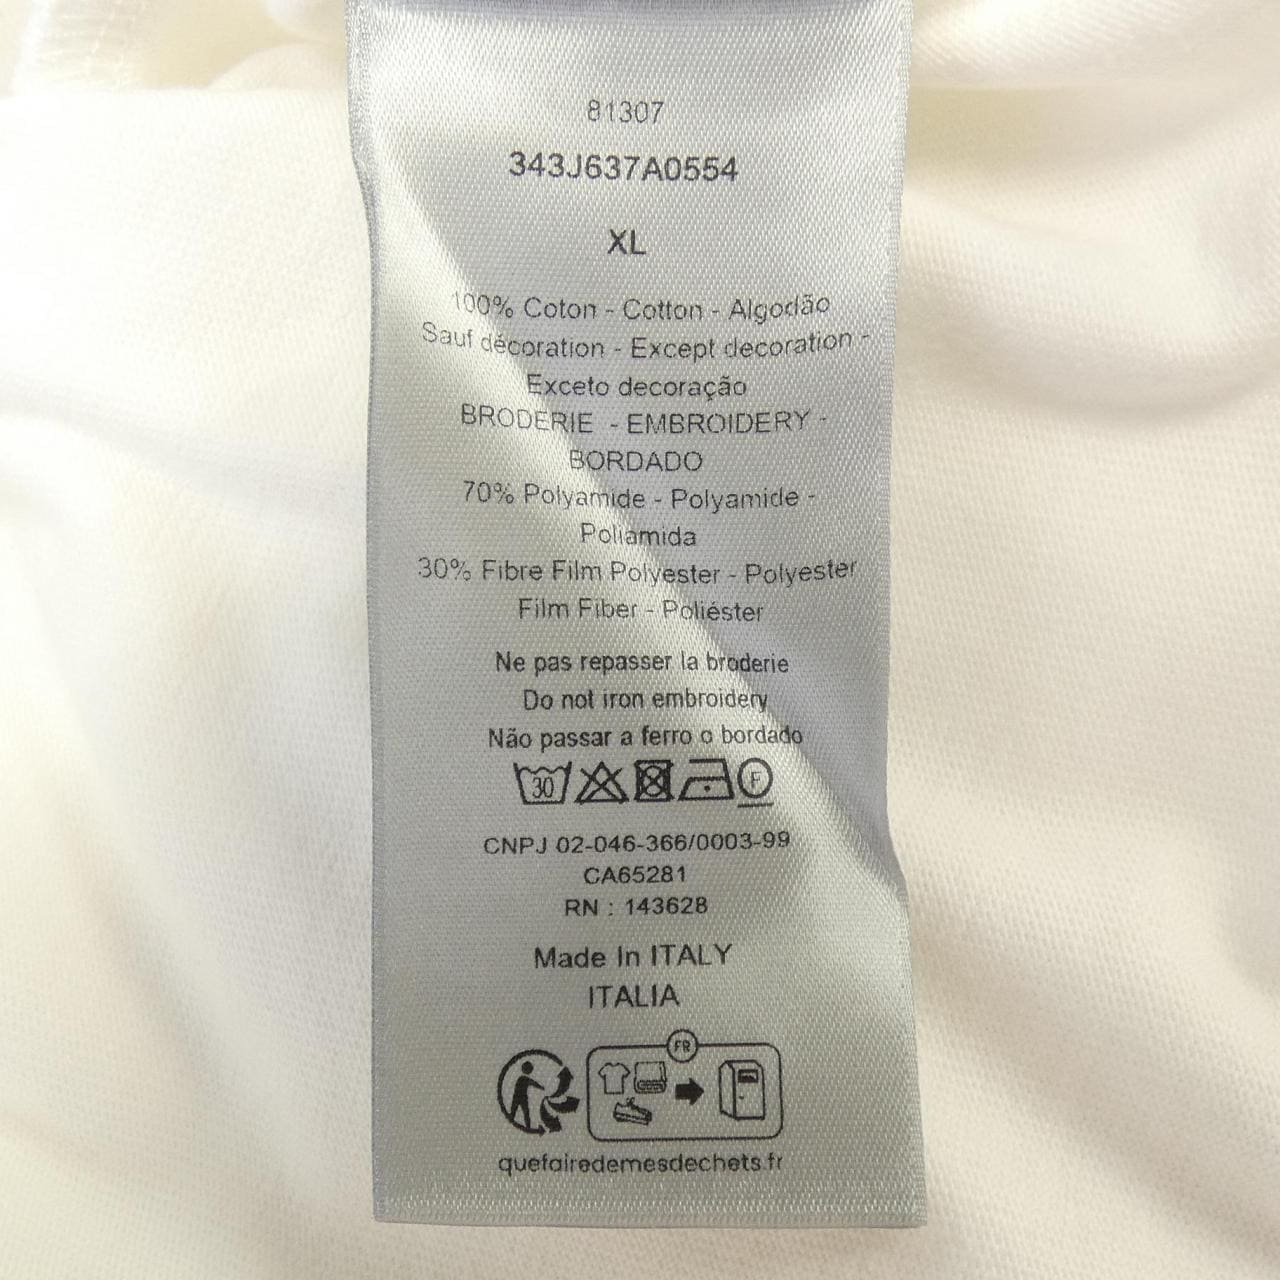 81307
343J637A0554
XL
100% Coton - Cotton - Algodão
Sauf décoration - Except decoration -
Exceto decoração
BRODERIE - EMBROIDERY -
BORDADO
70% Polyamide - Polyamide -
Poliamida
30% Fibre Film Polyester - Polyester
Film Fiber - Poliéster
Ne pas repasser la broderie
Do not iron embroidery
Não passar a ferro o bordado
30 F
CNPJ 02-046-366/0003-99
CA65281
RN : 143628
Made In ITALY
ITALIA
FR
quefairedemesdechets.fr